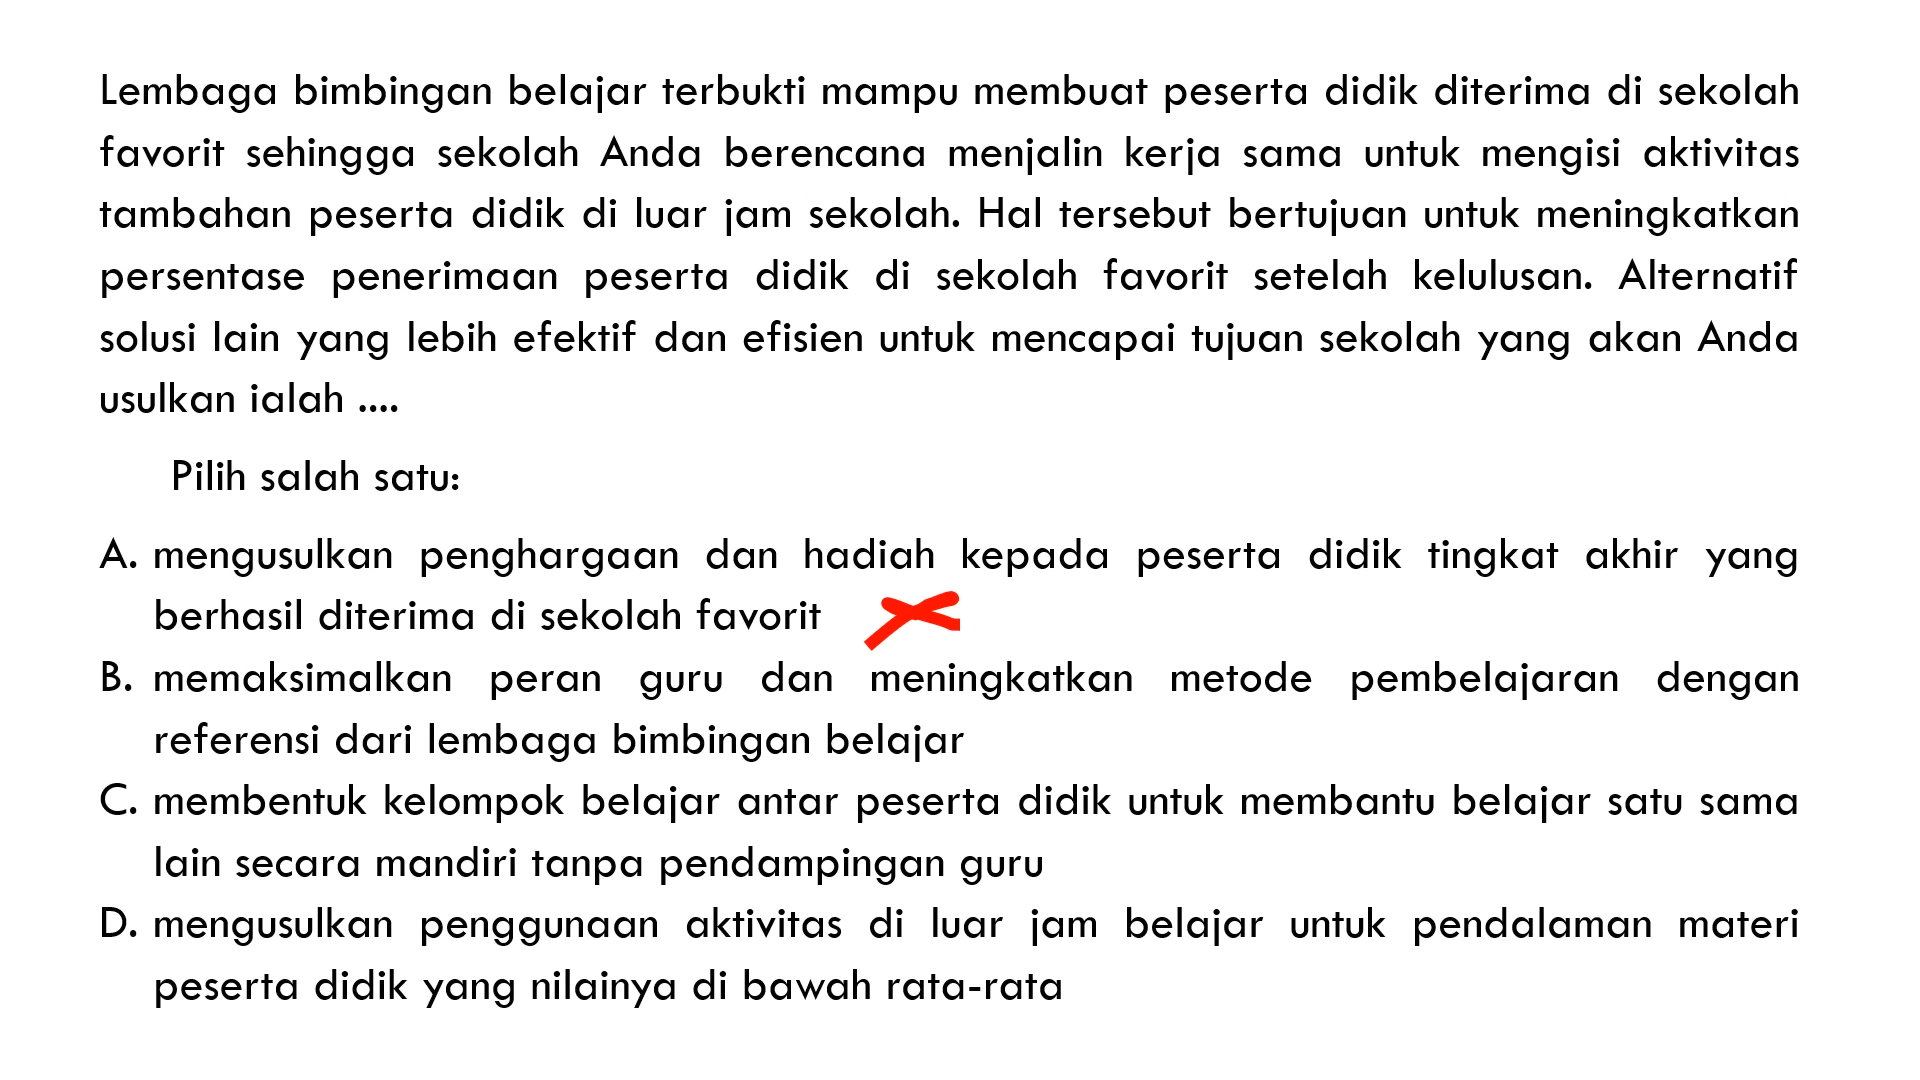 Lembaga bimbingan belajar terbukti mampu membuat peserta didik diterima di sekolah
favorit sehingga sekolah Anda berencana menjalin kerja sama untuk mengisi aktivitas
tambahan peserta didik di luar jam sekolah. Hal tersebut bertujuan untuk meningkatkan
persentase penerimaan peserta didik di sekolah favorit setelah kelulusan. Alternatif
solusi lain yang lebih efektif dan efisien untuk mencapai tujuan sekolah yang akan Anda
usulkan ialah ....
Pilih salah satu:
A. mengusulkan penghargaan dan hadiah kepada peserta didik tingkat akhir yang
berhasil diterima di sekolah favorit
B. memaksimalkan peran guru dan meningkatkan metode pembelajaran dengan
referensi dari lembaga bimbingan belajar
C. membentuk kelompok belajar antar peserta didik untuk membantu belajar satu sama
lain secara mandiri tanpa pendampingan guru
D. mengusulkan penggunaan aktivitas di luar jam belajar untuk pendalaman materi
peserta didik yang nilainya di bawah rata-rata